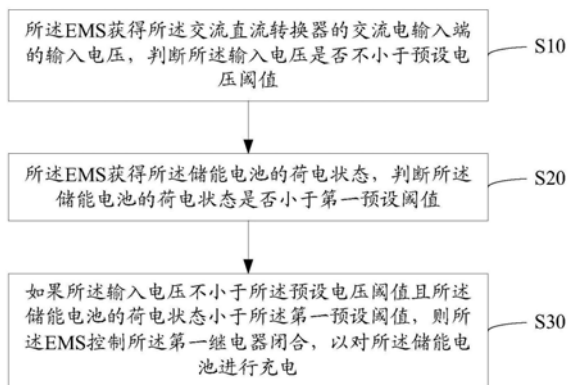 所述EMS获得所述交流直流转换器的交流电输入端
的输入电压，判断所述输入电压是否不小于预设电
压阈值
S10
所述EMS获得所述储能电池的荷电状态，判断所述
储能电池的荷电状态是否小于第一预设阈值
S20
如果所述输入电压不小于所述预设电压阈值且所述
储能电池的荷电状态小于所述第一预设阈值，则所
述EMS控制所述第一继电器闭合，以对所述储能电
池进行充电
S30